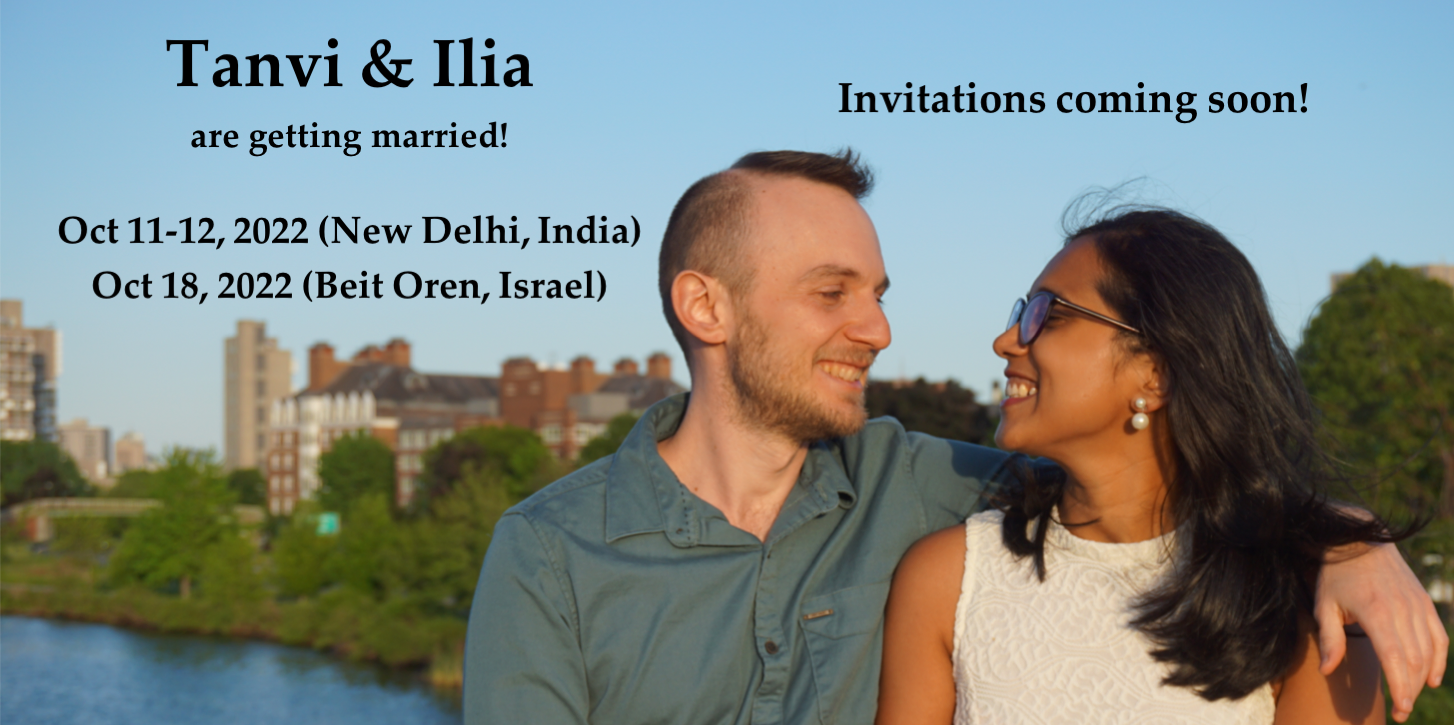 Tanvi & Ilia
are getting married!
Invitations coming soon!
Oct 11-12, 2022 (New Delhi, India)
Oct 18, 2022 (Beit Oren, Israel)